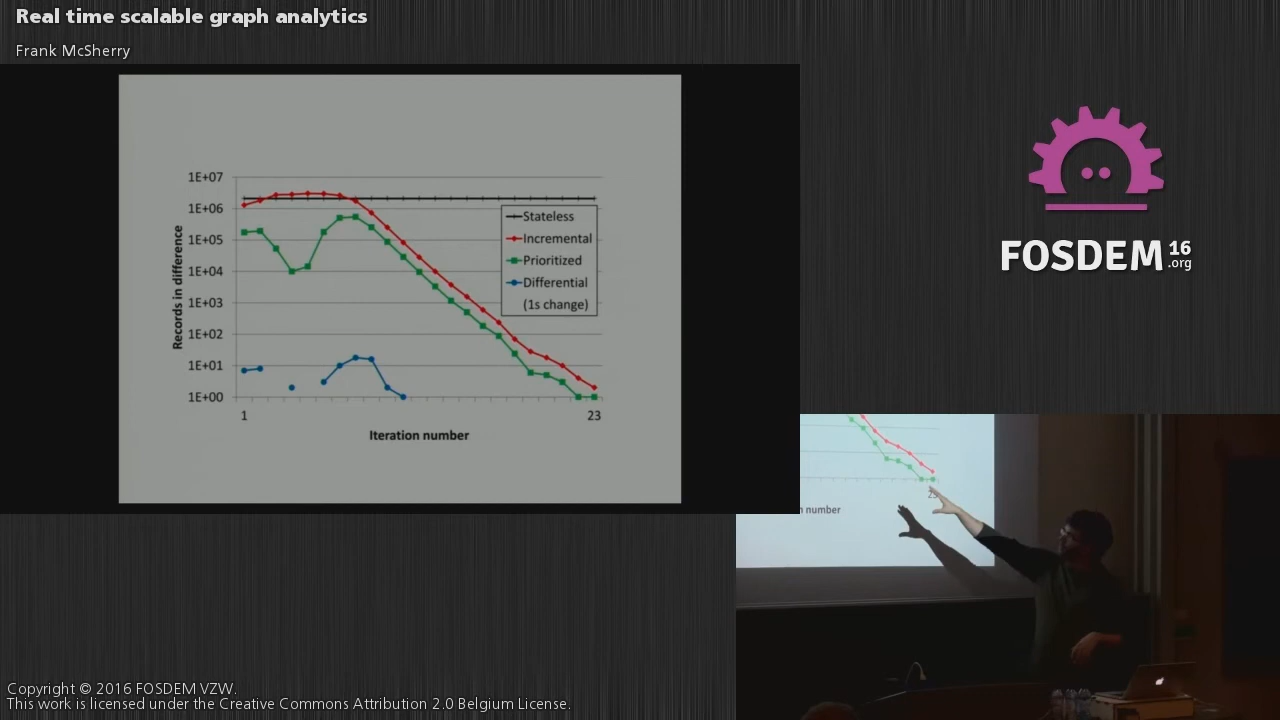 Real time scalable graph analytics
Frank McSherry
1E+07
1E+06
1E+05
1E+04
1E+03
1E+02
1E+01
1E+00
Records in difference
Stateless
Incremental
Prioritized
Differential
(1s change)
1
23
Iteration number
FOSDEM 16
.org
number
Copyright © 2016 FOSDEM VZW.
This work is licensed under the Creative Commons Attribution 2.0 Belgium License.